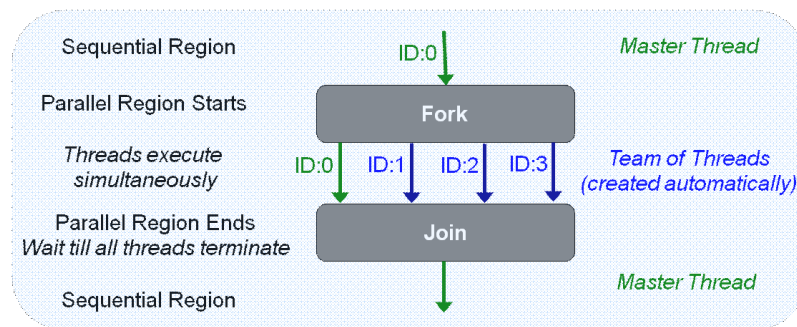 Sequential Region
ID:0
Master Thread
Parallel Region Starts
Fork
Threads execute
simultaneously
ID:0
ID:1
ID:2
ID:3
Team of Threads
(created automatically)
Parallel Region Ends
Wait till all threads terminate
Join
Master Thread
Sequential Region